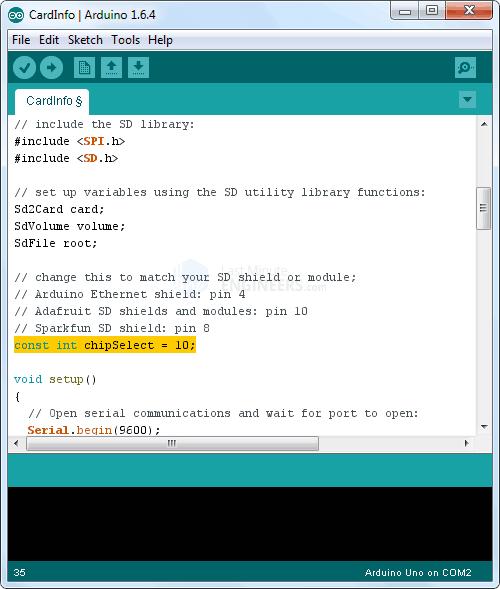 CardInfo | Arduino 1.6.4
File Edit Sketch Tools Help
CardInfo §
// include the SD library:
#include <SPI.h>
#include <SD.h>
// set up variables using the SD utility library functions:
Sd2Card card;
SdVolume volume;
SdFile root;
// change this to match your SD shield or module;
// Arduino Ethernet shield: pin 4
// Adafruit SD shields and modules: pin 10
// Sparkfun SD shield: pin 8
const int chipSelect = 10;
void setup()
{
// Open serial communications and wait for port to open:
Serial.begin(9600);
Last Minute
ENGINEERS.com
35
Arduino Uno on COM2